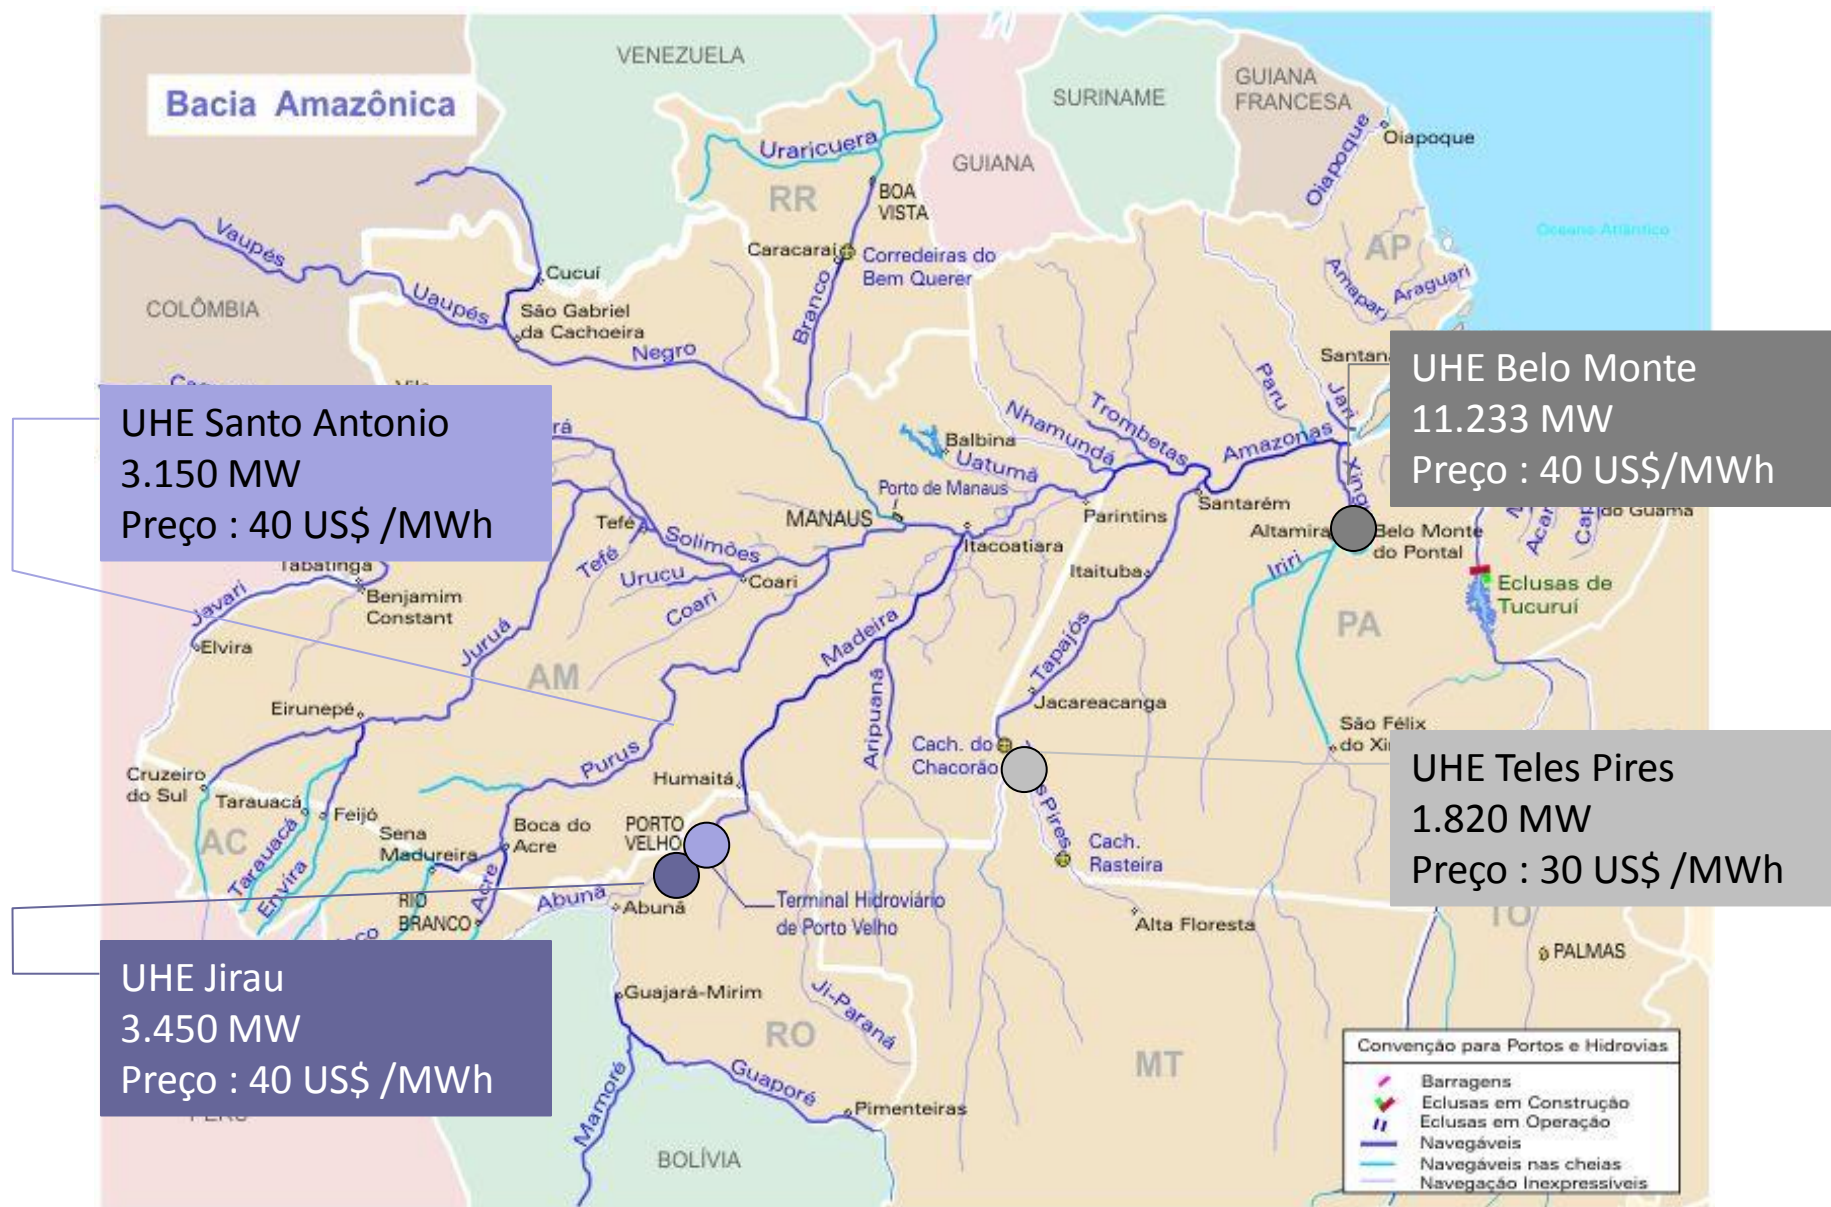 Bacia Amazônica
VENEZUELA
SURINAME
GUIANA
FRANCESA
GUIANA
COLÔMBIA
PERU
BOLÍVIA
Oceano Atlântico
Oiapoque
Oiapoque
Uraricuera
RR
BOA
VISTA
Caracaraí
Corredeiras do
Bem Querer
Branco
AP
Amapari
Araguari
Vaupés
Uaupés
Cucuí
São Gabriel
da Cachoeira
Negro
Santana
Jari
Paru
UHE Belo Monte
11.233 MW
Preço : 40 US$/MWh
UHE Santo Antonio
3.150 MW
Preço : 40 US$ /MWh
Nhamundá
Trombetas
Amazonas
Xingu
Balbina
Uatumã
Porto de Manaus
MANAUS
Itacoatiara
Parintins
Santarém
Altamira
Belo Monte
do Pontal
do Guamá
Tefé
Tefé
Solimões
Urucu
Coari
Coari
Itaituba
Iriri
Eclusas de
Tucuruí
Tabatinga
Benjamim
Constant
Javari
Elvira
Juruá
AM
Madeira
Aripuanã
Tapajós
PA
Jacareacanga
Eirunepé
Purus
Humaitá
Cach. do
Chacorão
São Félix
do Xi
UHE Teles Pires
1.820 MW
Preço : 30 US$ /MWh
s Pires
Cach.
Rasteira
Alta Floresta
Cruzeiro
do Sul
Tarauacá
Feijó
AC
Tarauacá
Envira
Sena
Madureira
Boca do
Acre
Acre
RIO
BRANCO
PORTO
VELHO
Abunã
Abunã
Terminal Hidroviário
de Porto Velho
TO
PALMAS
UHE Jirau
3.450 MW
Preço : 40 US$ /MWh
Guajará-Mirim
RO
Ji-Paraná
MT
Mamoré
Guaporé
Pimenteiras
Convenção para Portos e Hidrovias
Barragens
Eclusas em Construção
Eclusas em Operação
Navegáveis
Navegáveis nas cheias
Navegação Inexpressíveis